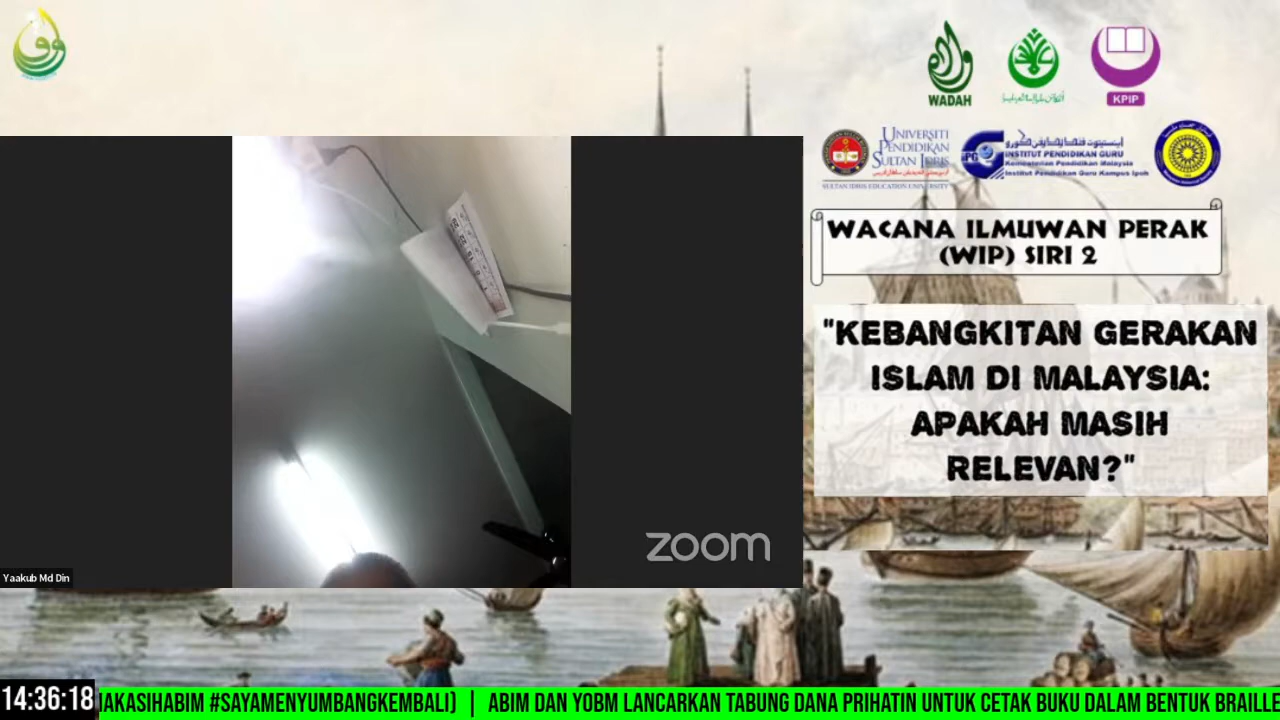 WADAH
KPIP
UNIVERSITI
PENDIDIKAN
SULTAN IDRIS
SULTAN IDRIS EDUCATION UNIVERSITY
INSTITUT PENDIDIKAN GURU
Kementerian Pendidikan Malaysia
Institut Pendidikan Guru Kampus Ipoh
WACANA ILMUWAN PERAK
(WIP) SIRI 2
"KEBANGKITAN GERAKAN
ISLAM DI MALAYSIA:
APAKAH MASIH
RELEVAN?"
zoom
Yaakub Md Din
14:36:18
IAKASIHABIM #SAYAMENYUMBANGKEMBALI) | ABIM DAN YOBM LANCARKAN TABUNG DANA PRIHATIN UNTUK CETAK BUKU DALAM BENTUK BRAILLE